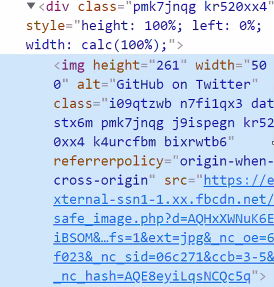 ▼<div class="pmk7jnqg kr520xx4"
style="height: 100%; left: 0%;
width: calc(100%);">
<img height="261" width="50
0" alt="GitHub on Twitter"
class="i09qtzwb n7fi1qx3 dat
stx6m pmk7jnqg j9ispegn kr52
0xx4 k4urcfbm bixrwtb6"
referrerpolicy="origin-when-
cross-origin" src="https://e
xternal-ssn1-1.xx.fbcdn.net/
safe_image.php?d=AQHxXWNuK6E
iBSOM&…fs=1&ext=jpg&_nc_oe=6
f023&_nc_sid=06c271&ccb=3-5&
_nc_hash=AQE8eyiLqsNCQc5q">